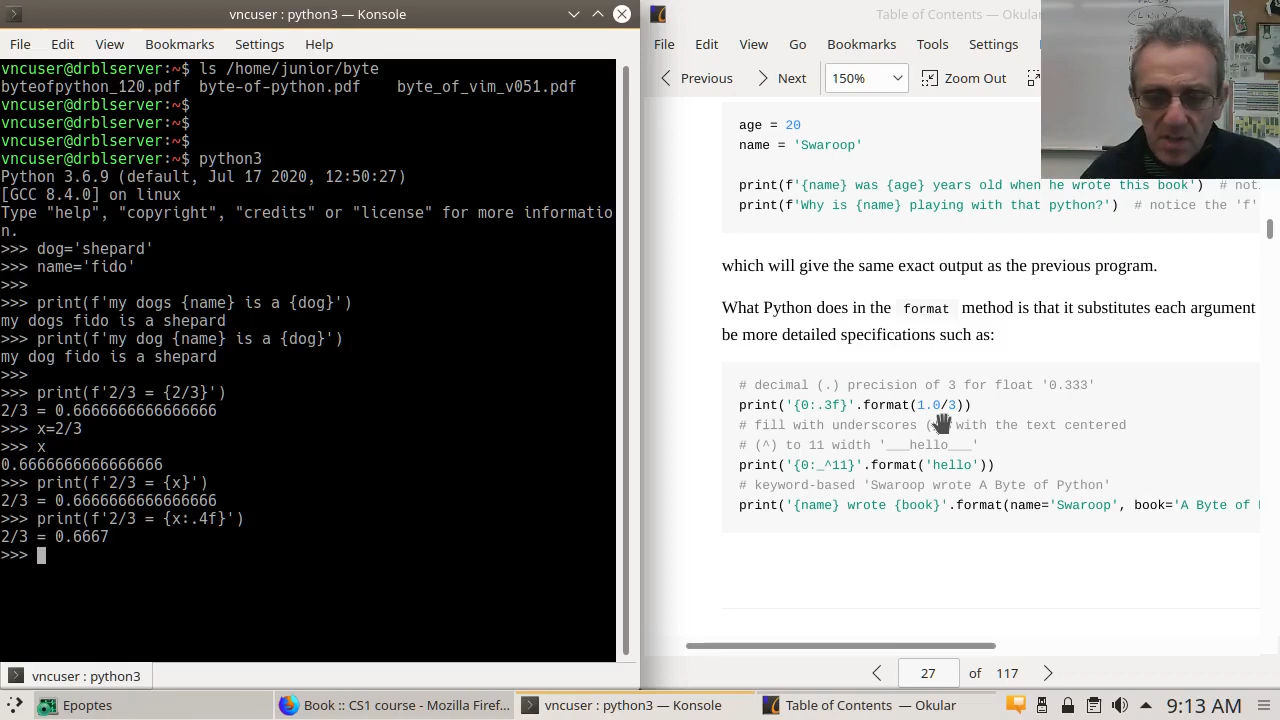 vncuser : python3 — Konsole
File Edit View Bookmarks Settings Help
vncuser@drblserver:~$ ls /home/junior/byte
byteofpython_120.pdf byte-of-python.pdf byte_of_vim_v051.pdf
vncuser@drblserver:~$
vncuser@drblserver:~$
vncuser@drblserver:~$
vncuser@drblserver:~$ python3
Python 3.6.9 (default, Jul 17 2020, 12:50:27)
[GCC 8.4.0] on linux
Type "help", "copyright", "credits" or "license" for more informatio
n.
>>> dog='shepard'
>>> name='fido'
>>>
>>> print(f'my dogs {name} is a {dog}')
my dogs fido is a shepard
>>> print(f'my dog {name} is a {dog}')
my dog fido is a shepard
>>>
>>> print(f'2/3 = {2/3}')
2/3 = 0.6666666666666666
>>> x=2/3
>>> x
0.6666666666666666
>>> print(f'2/3 = {x}')
2/3 = 0.6666666666666666
>>> print(f'2/3 = {x:.4f}')
2/3 = 0.6667
>>>
vncuser : python3
Table of Contents — Okular
File Edit View Go Bookmarks Tools Settings
Previous Next 150% Zoom Out
age = 20
name = 'Swaroop'
print(f'{name} was {age} years old when he wrote this book') # noti
print(f'Why is {name} playing with that python?') # notice the 'f'
which will give the same exact output as the previous program.
What Python does in the format method is that it substitutes each argument
be more detailed specifications such as:
# decimal (.) precision of 3 for float '0.333'
print('{0:.3f}'.format(1.0/3))
# fill with underscores ( with the text centered
# (^) to 11 width '___hello___'
print('{0:_^11}'.format('hello'))
# keyword-based 'Swaroop wrote A Byte of Python'
print('{name} wrote {book}'.format(name='Swaroop', book='A Byte of
27 of 117
Epoptes
Book :: CS1 course - Mozilla Firef...
vncuser : python3 — Konsole
Table of Contents — Okular
9:13 AM